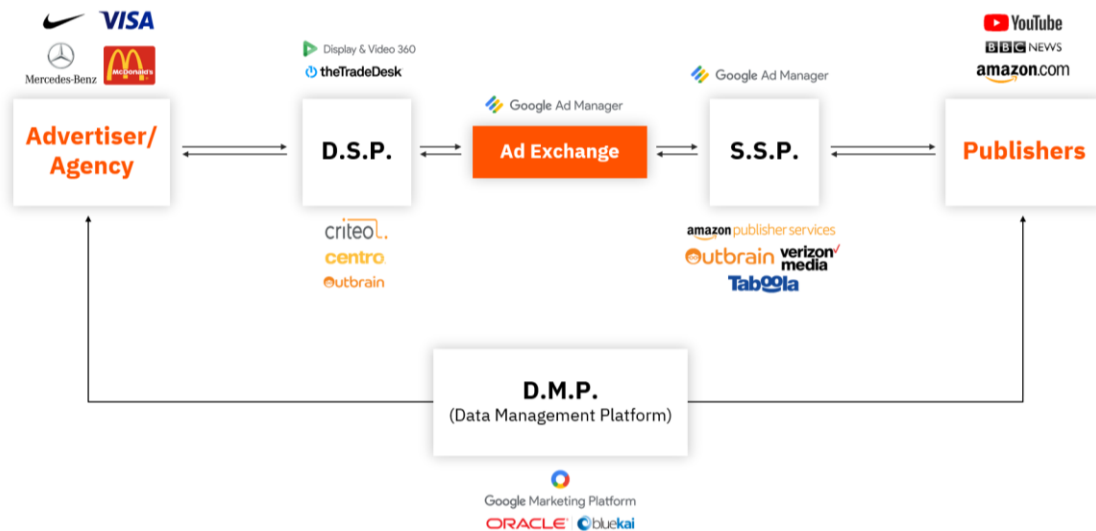 VISA
Mercedes-Benz
McDonald's
Advertiser/
Agency
Display & Video 360
theTradeDesk
D.S.P.
criteo
centro
Outbrain
Google Ad Manager
Ad Exchange
Google Ad Manager
S.S.P.
amazon publisher services
Outbrain
verizon✓
media
Taboola
YouTube
BBC NEWS
amazon.com
Publishers
D.M.P.
(Data Management Platform)
Google Marketing Platform
ORACLE
bluekai